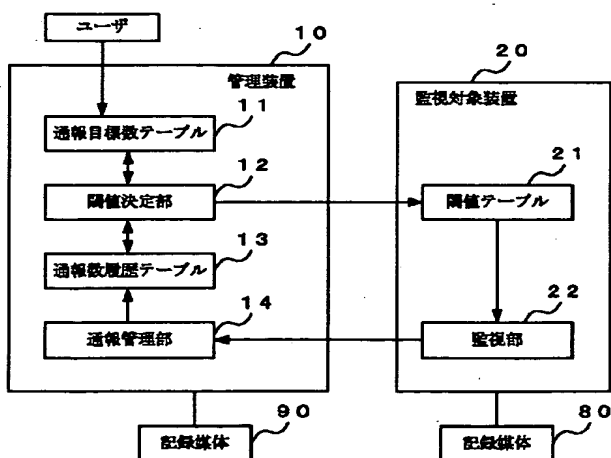 ユーザ
10
管理装置
20
監視対象装置
11
通報目標数テーブル
12
閾値決定部
21
閾値テーブル
13
通報数履歴テーブル
14
通報管理部
22
監視部
90
記録媒体
80
記録媒体